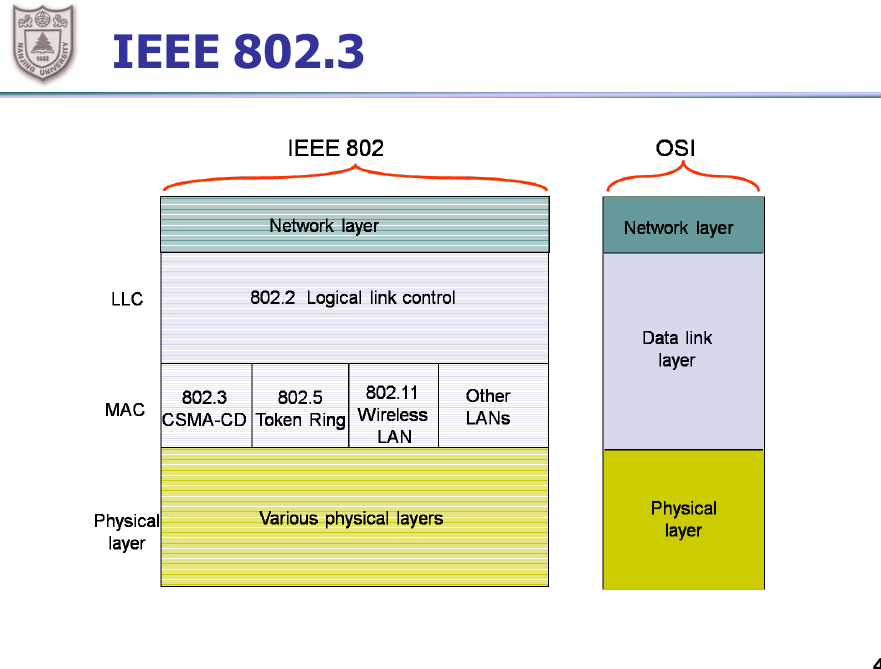 IEEE 802.3
NANJING UNIVERSITY
1902
IEEE 802
OSI
Network layer
Network layer
LLC
802.2 Logical link control
Data link
layer
MAC
802.3
CSMA-CD
802.5
Token Ring
802.11
Wireless
LAN
Other
LANs
Physical
layer
Various physical layers
Physical
layer